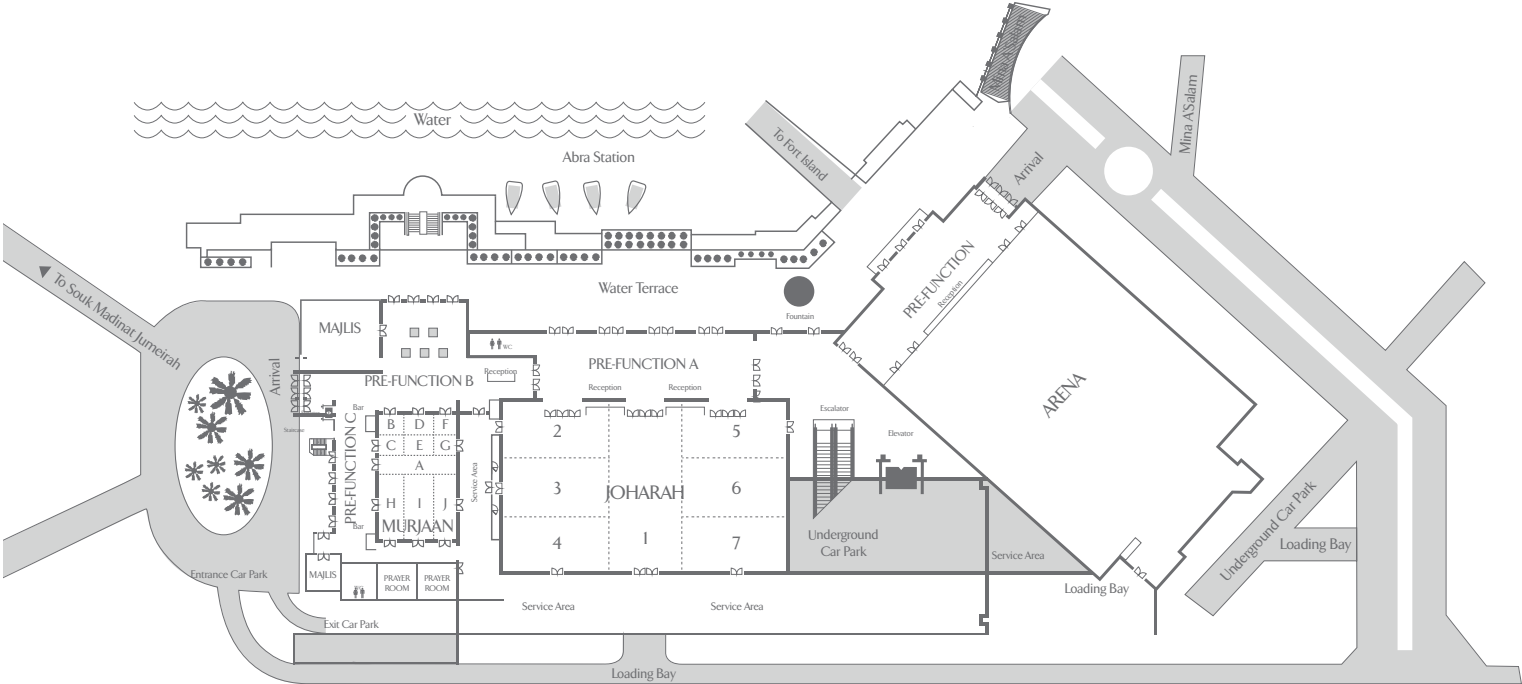 Mina A'Salam
Mina A'Salam
Water
To Fort Island
Arrival
Abra Station
PRE-FUNCTION
Reception
To Souk Madinat Jumeirah
Water Terrace
Fountain
MAJLIS
WC
PRE-FUNCTION A
Arrival
PRE-FUNCTION B
Reception
Reception
Reception
ARENA
Bar
Escalator
Staircase
PRE-FUNCTION C
B
D
F
2
5
Elevator
C
E
G
A
Service Area
3
JOHARAH
6
H
I
J
MURJAAN
Bar
4
1
7
Underground
Car Park
Underground Car Park
Loading Bay
Service Area
Entrance Car Park
MAJLIS
WC
PRAYER
ROOM
PRAYER
ROOM
Loading Bay
Service Area
Service Area
Exit Car Park
Loading Bay